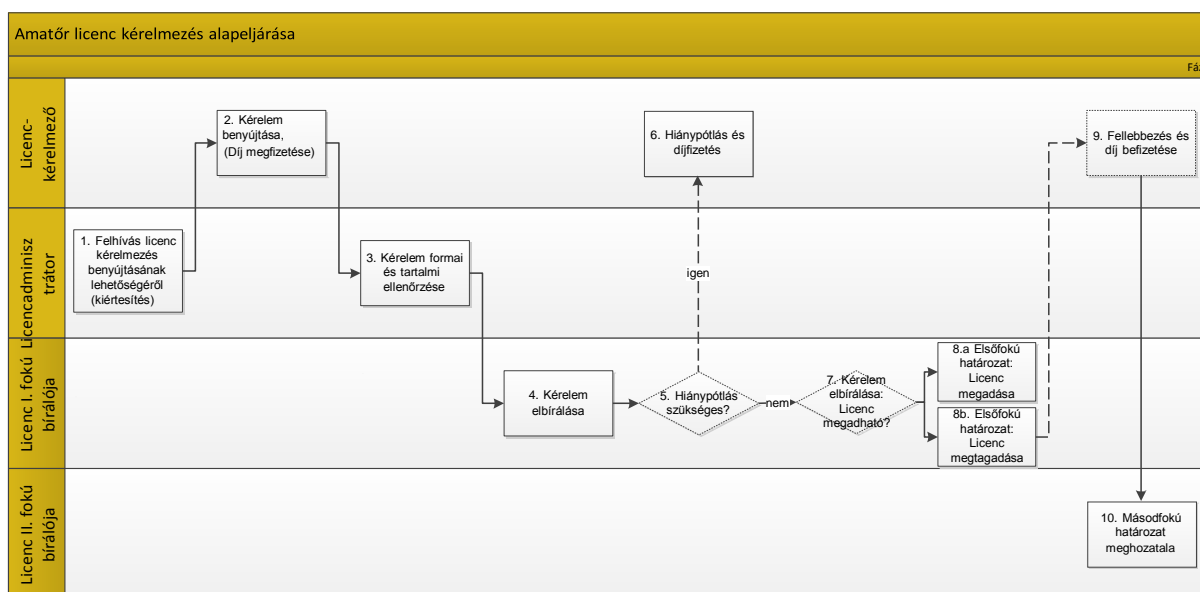 Amatőr licenc kérelmezés alapeljárása
Fáz
Licenc-
kérelmező
2. Kérelem
benyújtása,
(Díj megfizetése)
6. Hiánypótlás és
díjfizetés
9. Fellebbezés és
díj befizetése
Licencadminisz
trátor
1. Felhívás licenc
kérelmezés
benyújtásának
lehetőségéről
(kiértesítés)
3. Kérelem formai
és tartalmi
ellenőrzése
igen
Licenc I. fokú
bírálója
4. Kérelem
elbírálása
5. Hiánypótlás
szükséges?
nem
7. Kérelem
elbírálása:
Licenc
megadható?
8.a Elsőfokú
határozat:
Licenc
megadása
8b. Elsőfokú
határozat:
Licenc
megtagadása
Licenc II. fokú
bírálója
10. Másodfokú
határozat
meghozatala